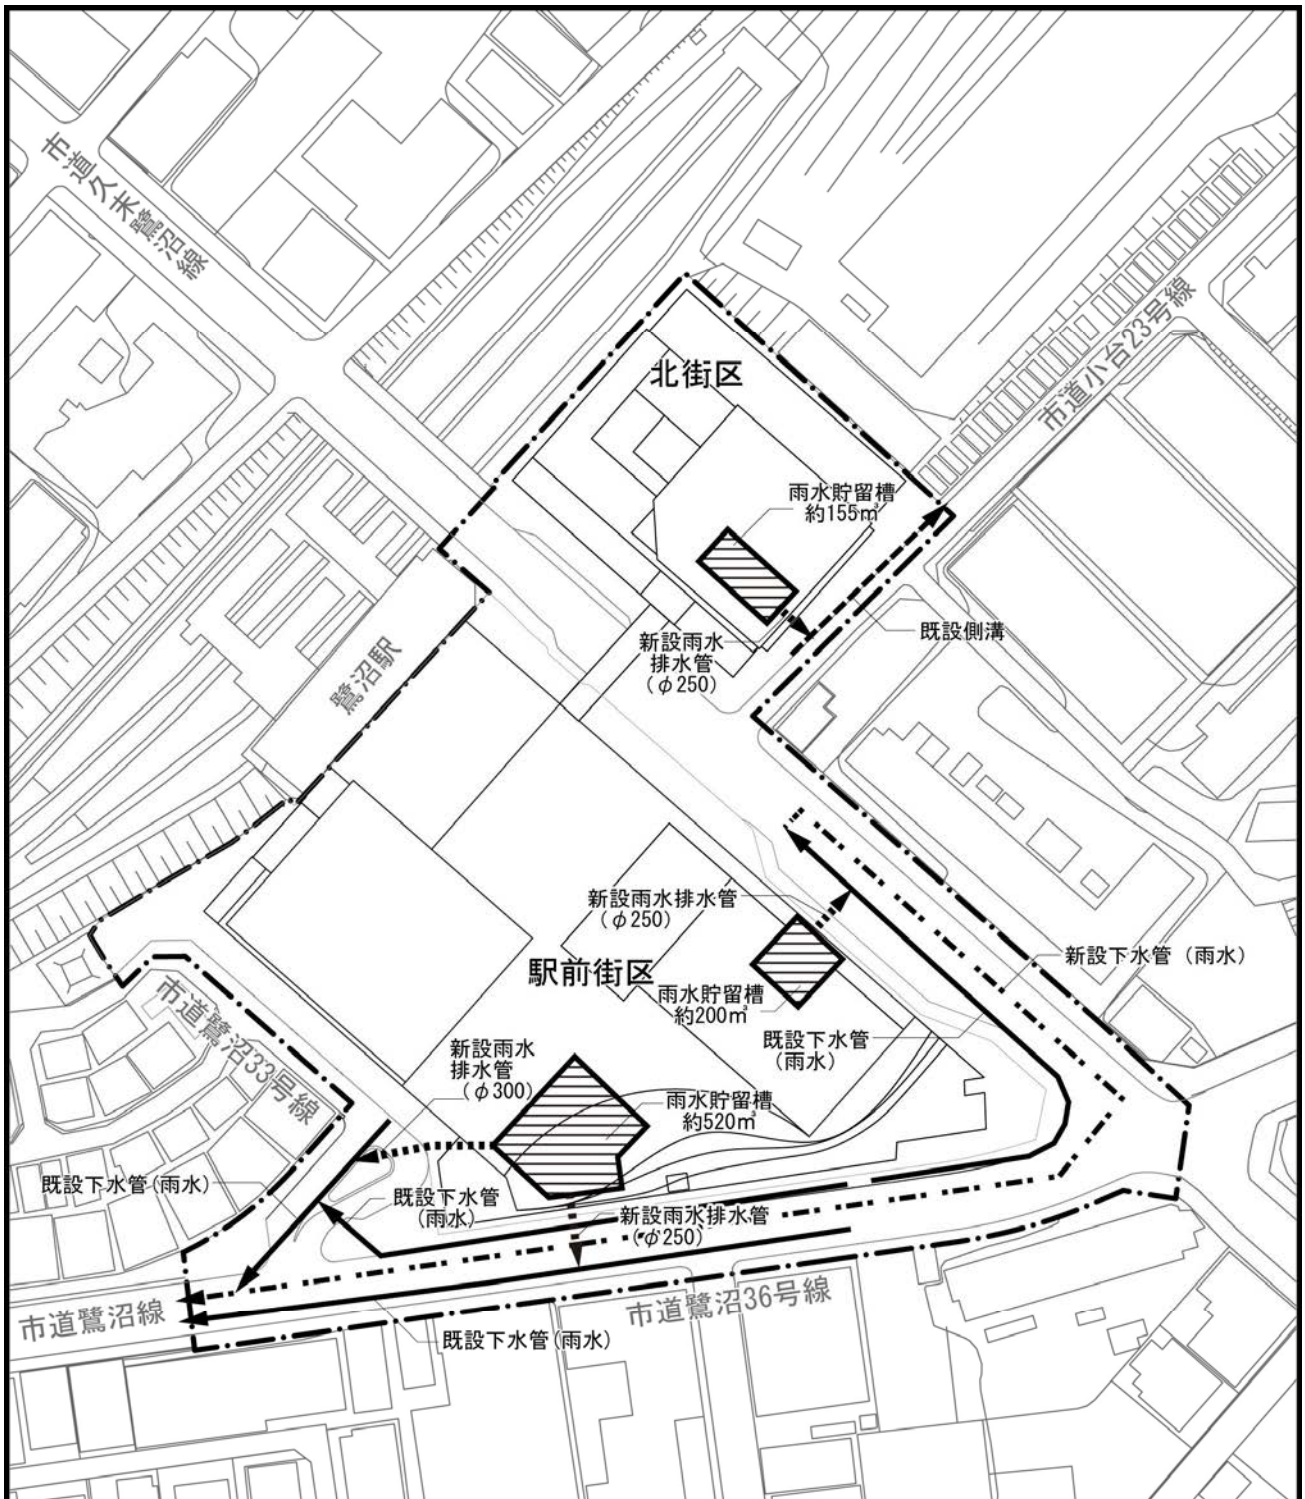 市道久末鷺沼線
北街区
市道小台23号線
雨水貯留槽
約155㎥
既設側溝
新設雨水
排水管
(φ250)
鷺沼駅
新設雨水排水管
(φ250)
新設下水管（雨水）
駅前街区
雨水貯留槽
約200㎥
市道鷺沼33号線
既設下水管
(雨水)
新設雨水
排水管
(φ300)
雨水貯留槽
約520㎥
既設下水管(雨水)
既設下水管
(雨水)
新設雨水排水管
(φ250)
市道鷺沼線
市道鷺沼36号線
既設下水管(雨水)